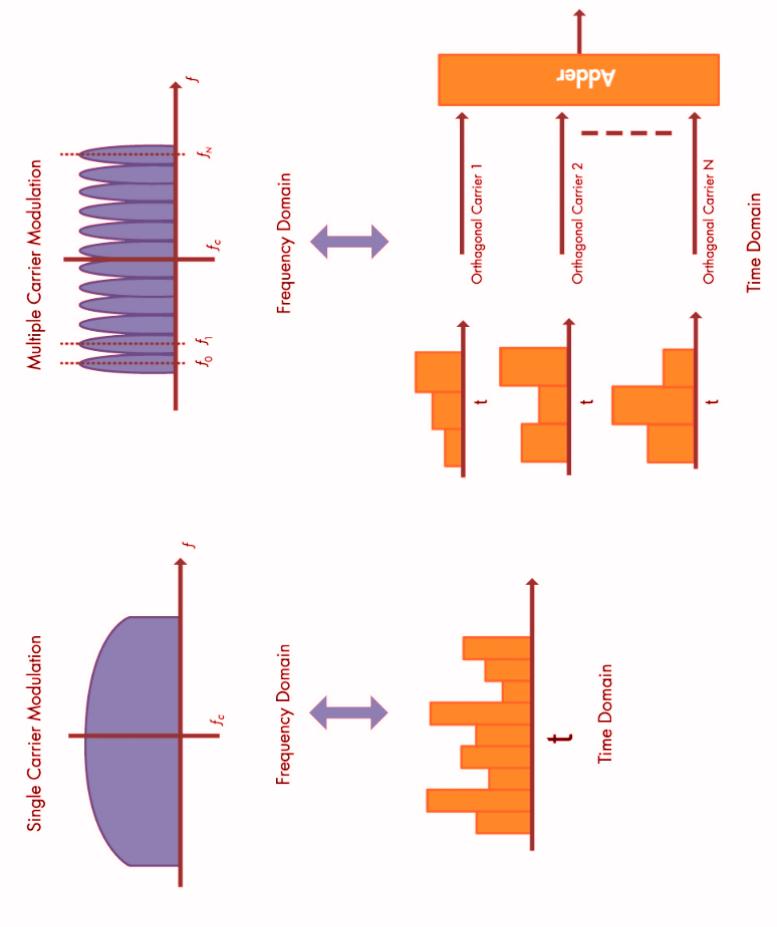 Single Carrier Modulation
f
f_c
Frequency Domain
t
Time Domain
Multiple Carrier Modulation
f
f_0
f_1
f_c
f_N
Frequency Domain
t
t
t
Orthagonal Carrier 1
Orthagonal Carrier 2
Orthagonal Carrier N
Adder
Time Domain